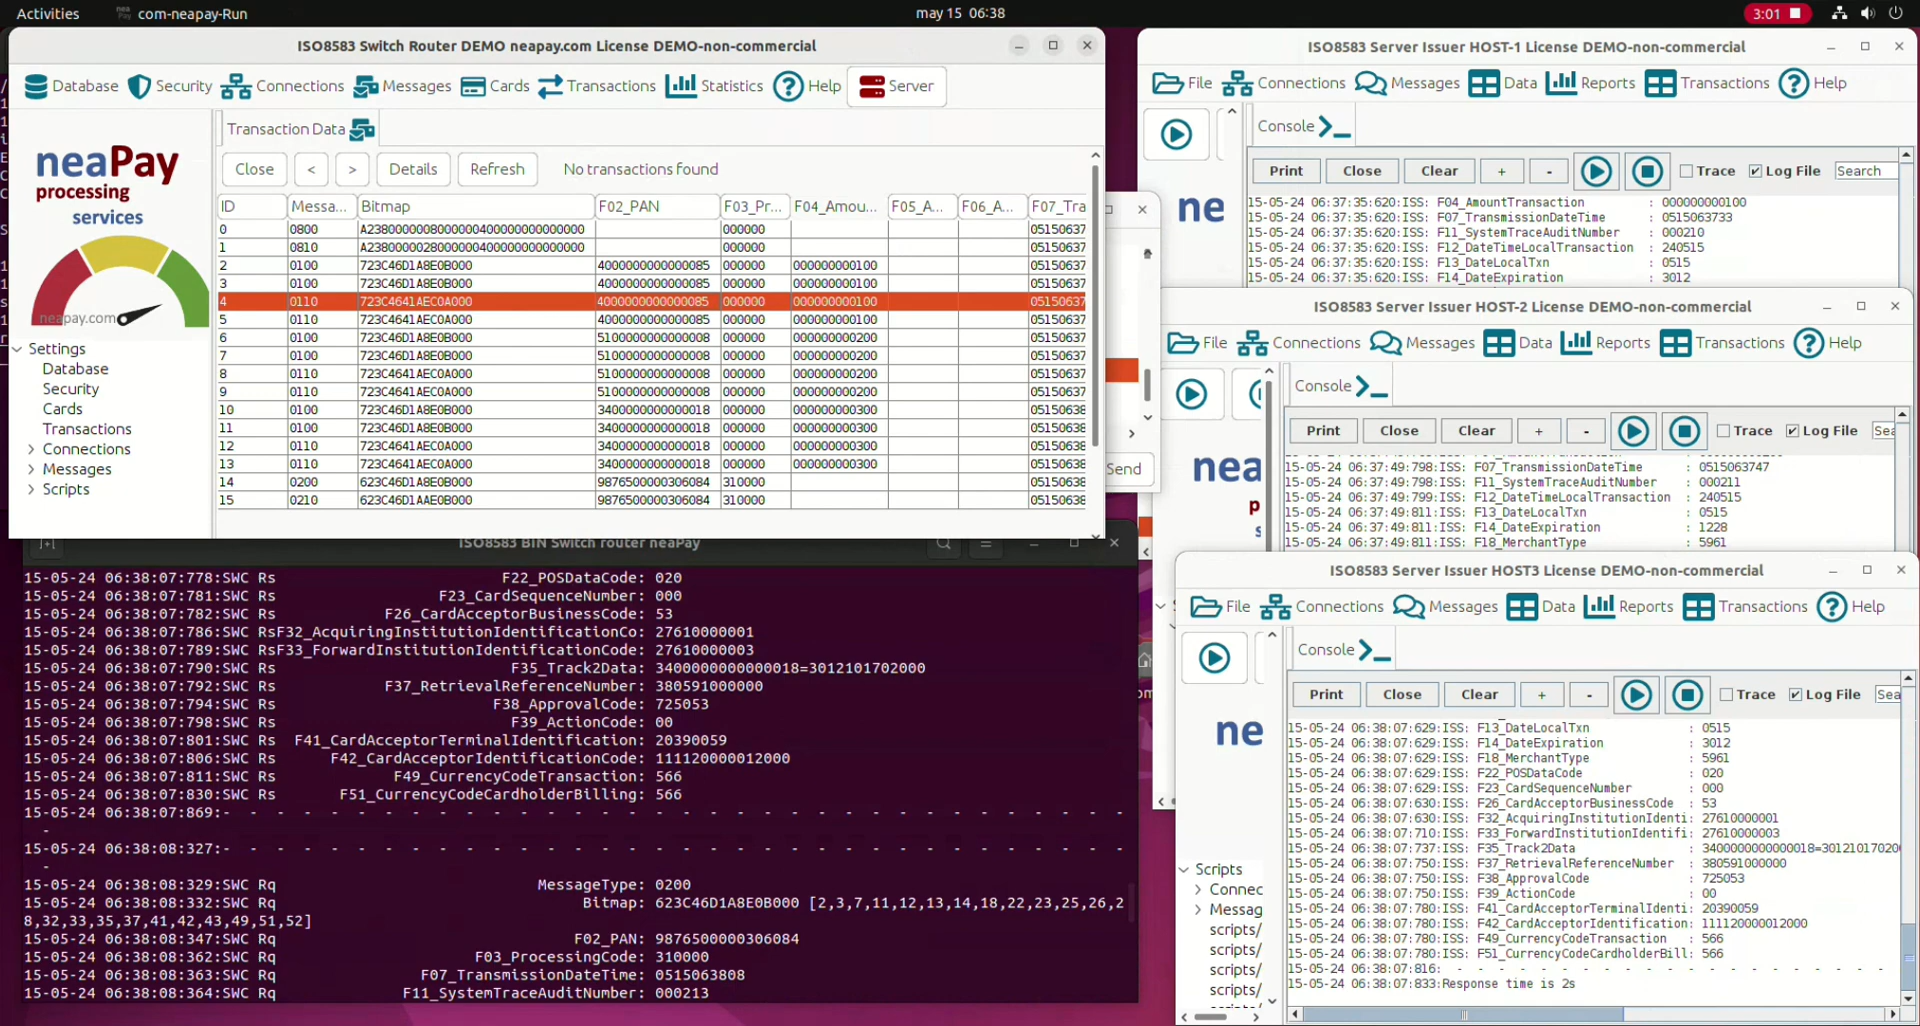 Activities com-neapay-Run may 15 06:38 3:01
ISO8583 Switch Router DEMO neapay.com License DEMO-non-commercial
Database Security Connections Messages Cards Transactions Statistics Help Server
Transaction Data
Close < > Details Refresh No transactions found
ID Messa... Bitmap F02_PAN F03_Pr... F04_Amou... F05_A... F06_A... F07_Tra
0 0800 A238000000800000040000000000000000 000000 05150637
1 0810 A238000002800000040000000000000000 000000 05150637
2 0100 723C46D1A8E0B000 4000000000000085 000000 000000000100 05150637
3 0100 723C46D1A8E0B000 4000000000000085 000000 000000000100 05150637
4 0110 723C4641AEC0A000 4000000000000085 000000 000000000100 05150637
5 0110 723C4641AEC0A000 4000000000000085 000000 000000000100 05150637
6 0100 723C46D1A8E0B000 5100000000000008 000000 000000000200 05150637
7 0100 723C46D1A8E0B000 5100000000000008 000000 000000000200 05150637
8 0110 723C4641AEC0A000 5100000000000008 000000 000000000200 05150637
9 0110 723C4641AEC0A000 5100000000000008 000000 000000000200 05150637
10 0100 723C46D1A8E0B000 3400000000000018 000000 000000000300 05150638
11 0100 723C46D1A8E0B000 3400000000000018 000000 000000000300 05150638
12 0110 723C4641AEC0A000 3400000000000018 000000 000000000300 05150638
13 0110 723C4641AEC0A000 3400000000000018 000000 000000000300 05150638
14 0200 623C46D1A8E0B000 9876500000306084 310000 05150638
15 0210 623C46D1AAE0B000 9876500000306084 310000 05150638
neaPay
processing
services
neapay.com
Settings
Database
Security
Cards
Transactions
Connections
Messages
Scripts
Send
ISO8583 BIN Switch router neaPay
15-05-24 06:38:07:778:SWC Rs F22_POSDataCode: 020
15-05-24 06:38:07:781:SWC Rs F23_CardSequenceNumber: 000
15-05-24 06:38:07:782:SWC Rs F26_CardAcceptorBusinessCode: 53
15-05-24 06:38:07:786:SWC RsF32_AcquiringInstitutionIdentificationCo: 27610000001
15-05-24 06:38:07:789:SWC RsF33_ForwardInstitutionIdentificationCode: 27610000003
15-05-24 06:38:07:790:SWC Rs F35_Track2Data: 3400000000000018=3012101702000
15-05-24 06:38:07:792:SWC Rs F37_RetrievalReferenceNumber: 380591000000
15-05-24 06:38:07:794:SWC Rs F38_ApprovalCode: 725053
15-05-24 06:38:07:798:SWC Rs F39_ActionCode: 00
15-05-24 06:38:07:801:SWC Rs F41_CardAcceptorTerminalIdentification: 20390059
15-05-24 06:38:07:806:SWC Rs F42_CardAcceptorIdentificationCode: 111120000012000
15-05-24 06:38:07:811:SWC Rs F49_CurrencyCodeTransaction: 566
15-05-24 06:38:07:830:SWC Rs F51_CurrencyCodeCardholderBilling: 566
15-05-24 06:38:07:869:- - - - - - - - - - - - - - - - - - - - - - - - - -
-
15-05-24 06:38:08:327:- - - - - - - - - - - - - - - - - - - - - - - - - -
-
15-05-24 06:38:08:329:SWC Rq MessageType: 0200
15-05-24 06:38:08:332:SWC Rq Bitmap: 623C46D1A8E0B000 [2,3,7,11,12,13,14,18,22,23,25,26,2
8,32,33,35,37,41,42,43,49,51,52]
15-05-24 06:38:08:347:SWC Rq F02_PAN: 9876500000306084
15-05-24 06:38:08:362:SWC Rq F03_ProcessingCode: 310000
15-05-24 06:38:08:363:SWC Rq F07_TransmissionDateTime: 0515063808
15-05-24 06:38:08:364:SWC Rq F11_SystemTraceAuditNumber: 000213
ISO8583 Server Issuer HOST-1 License DEMO-non-commercial
File Connections Messages Data Reports Transactions Help
Console
Print Close Clear + - Trace Log File Search
ne
15-05-24 06:37:35:620:ISS: F04_AmountTransaction : 000000000100
15-05-24 06:37:35:620:ISS: F07_TransmissionDateTime : 0515063733
15-05-24 06:37:35:620:ISS: F11_SystemTraceAuditNumber : 000210
15-05-24 06:37:35:620:ISS: F12_DateTimeLocalTransaction : 240515
15-05-24 06:37:35:620:ISS: F13_DateLocalTxn : 0515
15-05-24 06:37:35:620:ISS: F14_DateExpiration : 3012
ISO8583 Server Issuer HOST-2 License DEMO-non-commercial
File Connections Messages Data Reports Transactions Help
Console
Print Close Clear + - Trace Log File Sea
nea
p
s
15-05-24 06:37:49:798:ISS: F07_TransmissionDateTime : 0515063747
15-05-24 06:37:49:798:ISS: F11_SystemTraceAuditNumber : 000211
15-05-24 06:37:49:799:ISS: F12_DateTimeLocalTransaction : 240515
15-05-24 06:37:49:811:ISS: F13_DateLocalTxn : 0515
15-05-24 06:37:49:811:ISS: F14_DateExpiration : 1228
15-05-24 06:37:49:811:ISS: F18_MerchantType : 5961
ISO8583 Server Issuer HOST3 License DEMO-non-commercial
File Connections Messages Data Reports Transactions Help
Console
Print Close Clear + - Trace Log File Sea
ne
15-05-24 06:38:07:629:ISS: F13_DateLocalTxn : 0515
15-05-24 06:38:07:629:ISS: F14_DateExpiration : 3012
15-05-24 06:38:07:629:ISS: F18_MerchantType : 5961
15-05-24 06:38:07:629:ISS: F22_POSDataCode : 020
15-05-24 06:38:07:629:ISS: F23_CardSequenceNumber : 000
15-05-24 06:38:07:630:ISS: F26_CardAcceptorBusinessCode : 53
15-05-24 06:38:07:630:ISS: F32_AcquiringInstitutionIdenti: 27610000001
15-05-24 06:38:07:710:ISS: F33_ForwardInstitutionIdentifi: 27610000003
15-05-24 06:38:07:737:ISS: F35_Track2Data : 3400000000000018=301210170200
15-05-24 06:38:07:750:ISS: F37_RetrievalReferenceNumber : 380591000000
15-05-24 06:38:07:750:ISS: F38_ApprovalCode : 725053
15-05-24 06:38:07:750:ISS: F39_ActionCode : 00
15-05-24 06:38:07:780:ISS: F41_CardAcceptorTerminalIdenti: 20390059
15-05-24 06:38:07:780:ISS: F42_CardAcceptorIdentification: 111120000012000
15-05-24 06:38:07:780:ISS: F49_CurrencyCodeTransaction : 566
15-05-24 06:38:07:780:ISS: F51_CurrencyCodeCardholderBill: 566
15-05-24 06:38:07:816: - - - - - - - - - - - - - - - - -
15-05-24 06:38:07:833:Response time is 2s
Scripts
Connec
Messag
scripts/
scripts/
scripts/
scripts/